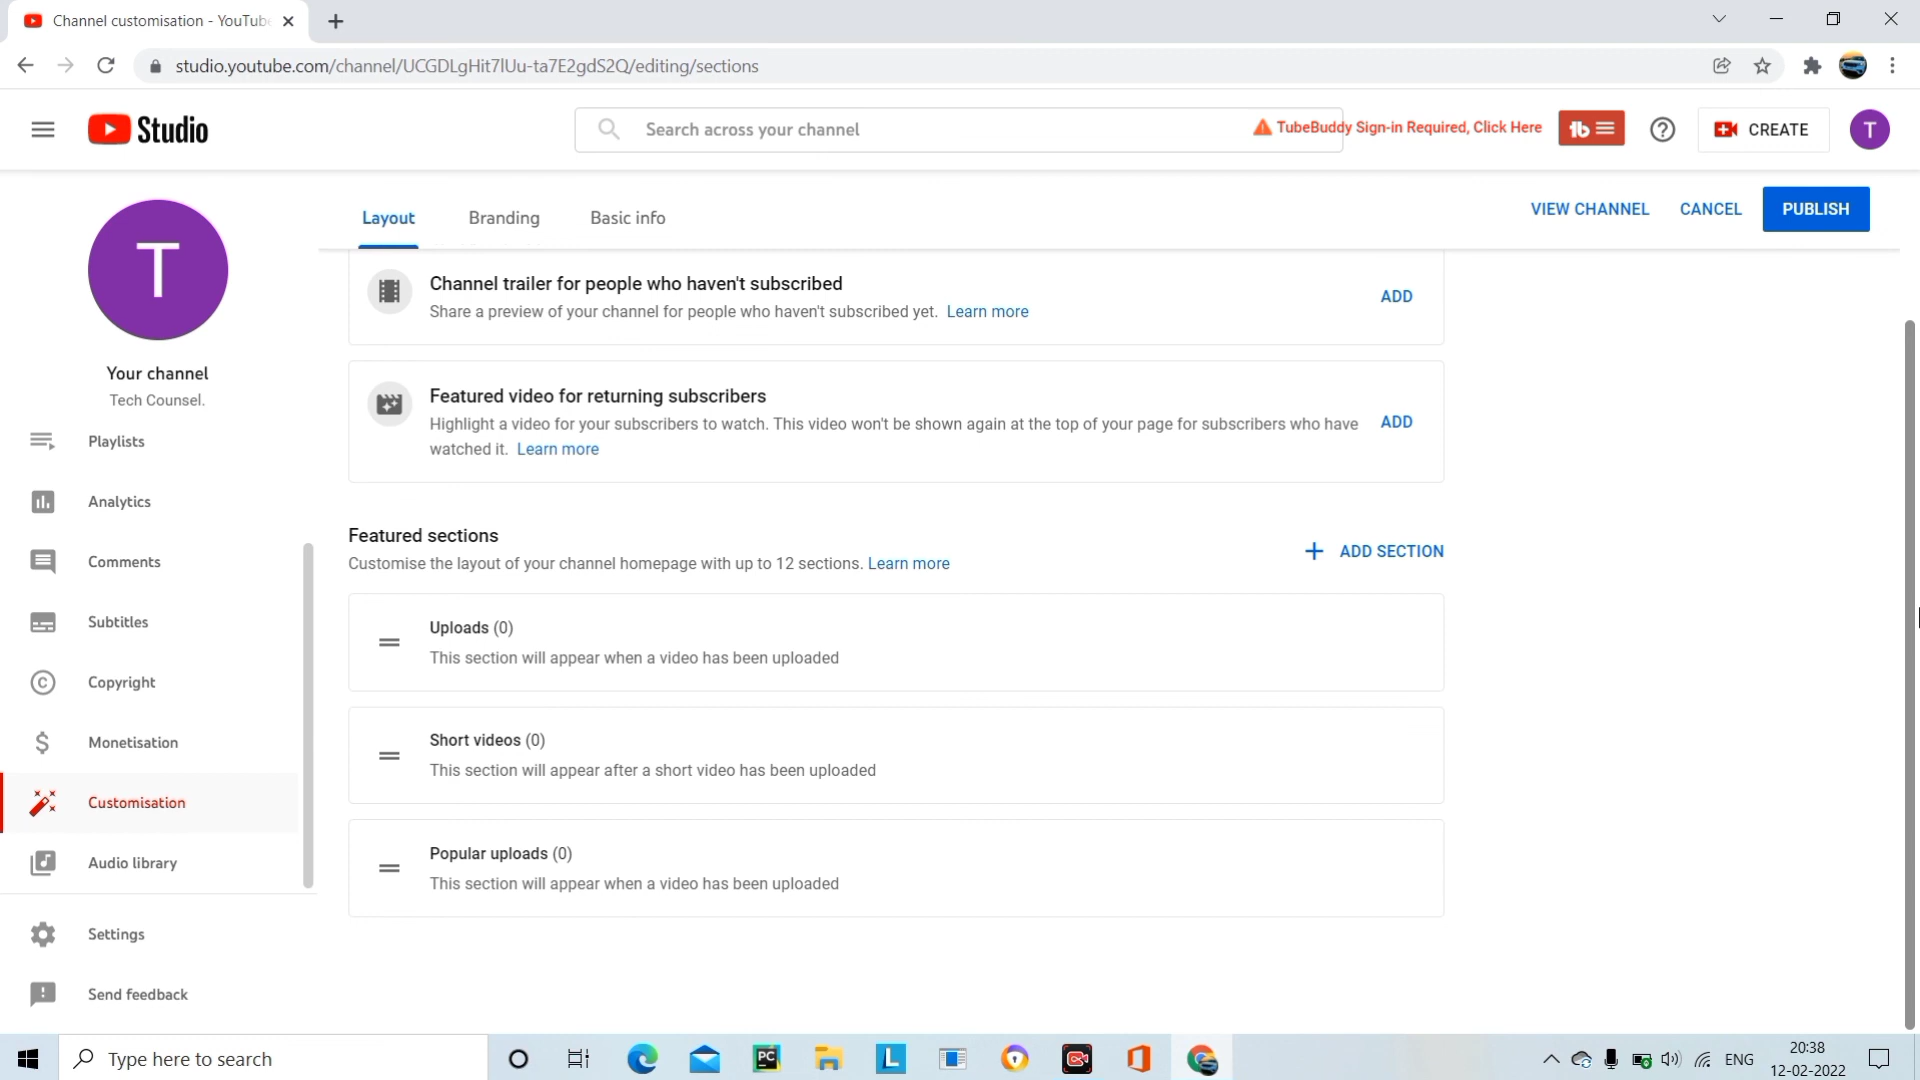 Channel customisation - YouTub
studio.youtube.com/channel/UCGDLgHit7lUu-ta7E2gdS2Q/editing/sections
Studio
Search across your channel
TubeBuddy Sign-in Required, Click Here
CREATE
T
T
Your channel
Tech Counsel.
Playlists
Analytics
Comments
Subtitles
Copyright
Monetisation
Customisation
Audio library
Settings
Send feedback
Layout
Branding
Basic info
VIEW CHANNEL
CANCEL
PUBLISH
Channel trailer for people who haven't subscribed
Share a preview of your channel for people who haven't subscribed yet. Learn more
ADD
Featured video for returning subscribers
Highlight a video for your subscribers to watch. This video won't be shown again at the top of your page for subscribers who have
watched it. Learn more
ADD
Featured sections
Customise the layout of your channel homepage with up to 12 sections. Learn more
ADD SECTION
Uploads (0)
This section will appear when a video has been uploaded
Short videos (0)
This section will appear after a short video has been uploaded
Popular uploads (0)
This section will appear when a video has been uploaded
Type here to search
PC
L
ENG
20:38
12-02-2022